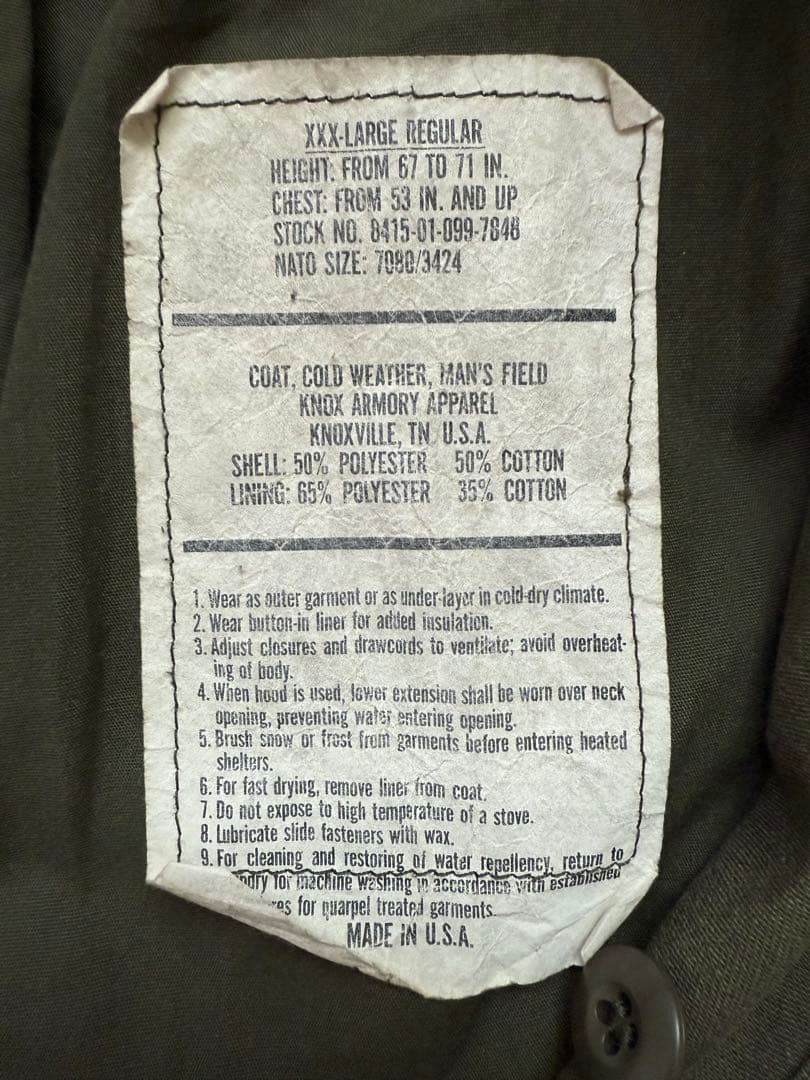 XXX-LARGE REGULAR
HEIGHT: FROM 67 TO 71 IN.
CHEST: FROM 53 IN. AND UP
STOCK NO. 8415-01-099-7848
NATO SIZE: 7080/3424
COAT, COLD WEATHER, MAN'S FIELD
KNOX ARMORY APPAREL
KNOXVILLE, TN U.S.A.
SHELL: 50% POLYESTER 50% COTTON
LINING: 65% POLYESTER 35% COTTON
1. Wear as outer garment or as under-layer in cold-dry climate.
2. Wear button-in liner for added insulation.
3. Adjust closures and drawcords to ventilate; avoid overheat-
ing of body.
4. When hood is used, lower extension shall be worn over neck
opening, preventing water entering opening.
5. Brush snow or frost from garments before entering heated
shelters.
6. For fast drying, remove liner from coat.
7. Do not expose to high temperature of a stove.
8. Lubricate slide fasteners with wax.
9. For cleaning and restoring of water repellency, return to
ndry for machine washing in accordance with established
res for quarpel treated garments.
MADE IN U.S.A.